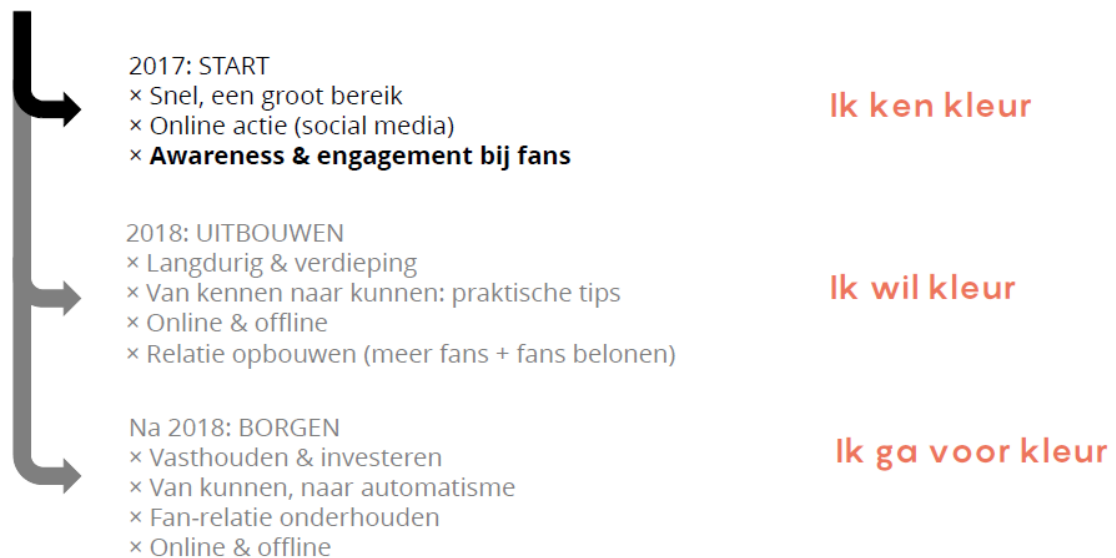 2017: START
× Snel, een groot bereik
× Online actie (social media)
× Awareness & engagement bij fans
Ik ken kleur
2018: UITBOUWEN
× Langdurig & verdieping
× Van kennen naar kunnen: praktische tips
× Online & offline
× Relatie opbouwen (meer fans + fans belonen)
Ik wil kleur
Na 2018: BORGEN
× Vasthouden & investeren
× Van kunnen, naar automatisme
× Fan-relatie onderhouden
× Online & offline
Ik ga voor kleur